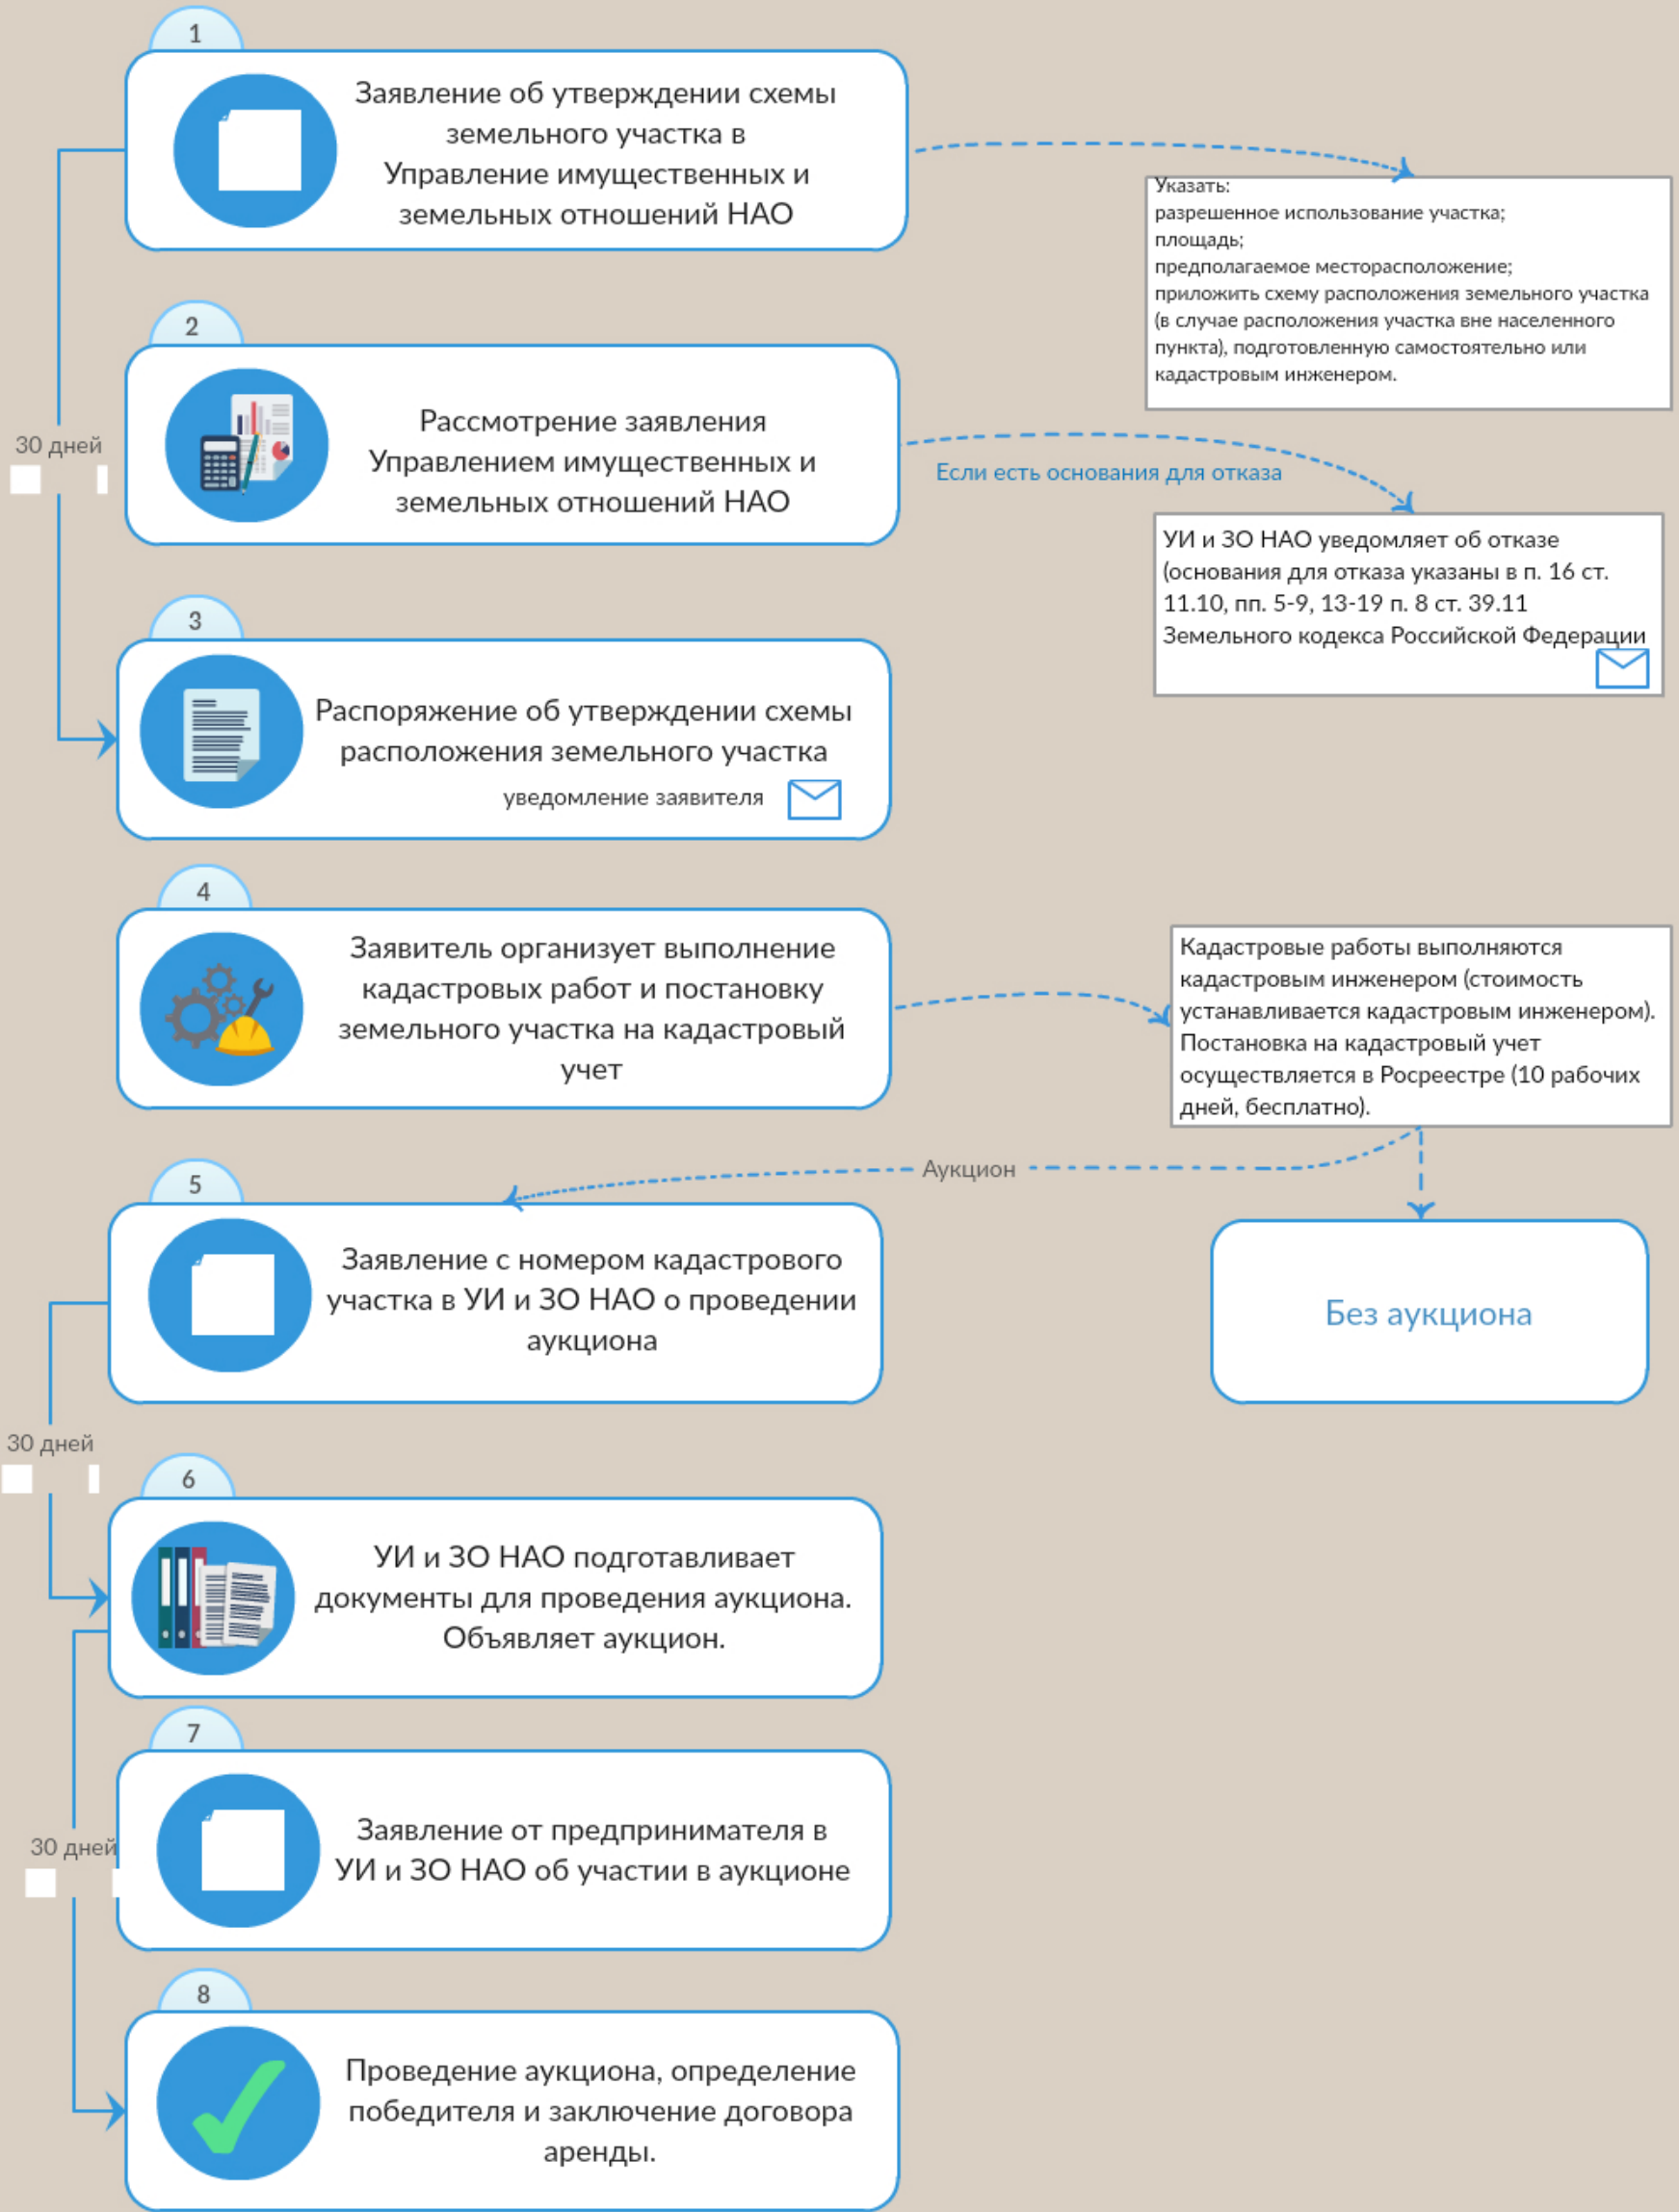 1
Заявление об утверждении схемы
земельного участка в
Управление имущественных и
земельных отношений НАО
Указать:
разрешенное использование участка;
площадь;
предполагаемое месторасположение;
приложить схему расположения земельного участка
(в случае расположения участка вне населенного
пункта), подготовленную самостоятельно или
кадастровым инженером.
2
Рассмотрение заявления
Управлением имущественных и
земельных отношений НАО
30 дней
Если есть основания для отказа
УИ и ЗО НАО уведомляет об отказе
(основания для отказа указаны в п. 16 ст.
11.10, пп. 5-9, 13-19 п. 8 ст. 39.11
Земельного кодекса Российской Федерации
3
Распоряжение об утверждении схемы
расположения земельного участка
уведомление заявителя
4
Заявитель организует выполнение
кадастровых работ и постановку
земельного участка на кадастровый
учет
Кадастровые работы выполняются
кадастровым инженером (стоимость
устанавливается кадастровым инженером).
Постановка на кадастровый учет
осуществляется в Росреестре (10 рабочих
дней, бесплатно).
Аукцион
5
Заявление с номером кадастрового
участка в УИ и ЗО НАО о проведении
аукциона
Без аукциона
30 дней
6
УИ и ЗО НАО подготавливает
документы для проведения аукциона.
Объявляет аукцион.
7
Заявление от предпринимателя в
УИ и ЗО НАО об участии в аукционе
30 дней
8
Проведение аукциона, определение
победителя и заключение договора
аренды.